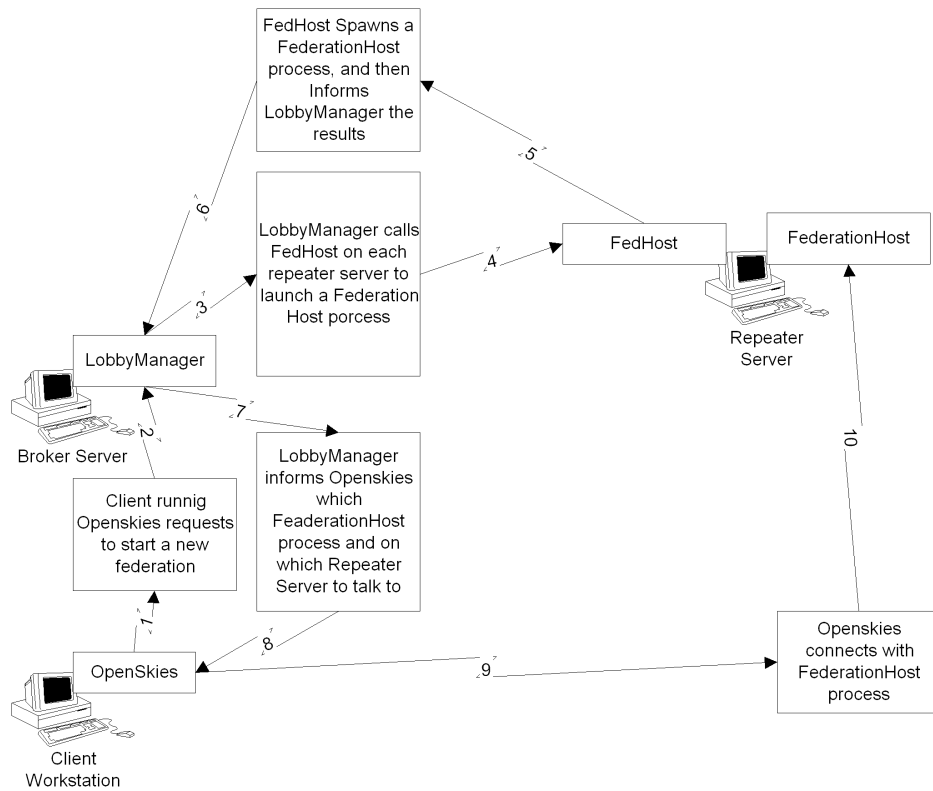 FedHost Spawns a
FederationHost
process, and then
Informs
LobbyManager the
results
5
6
LobbyManager calls
FedHost on each
repeater server to
launch a Federation
Host porcess
3
4
FedHost
FederationHost
Repeater
Server
LobbyManager
Broker Server
2
7
10
Client runnig
Openskies requests
to start a new
federation
LobbyManager
informs Openskies
which
FeaderationHost
process and on
which Repeater
Server to talk to
1
8
9
OpenSkies
Client
Workstation
Openskies
connects with
FederationHost
process